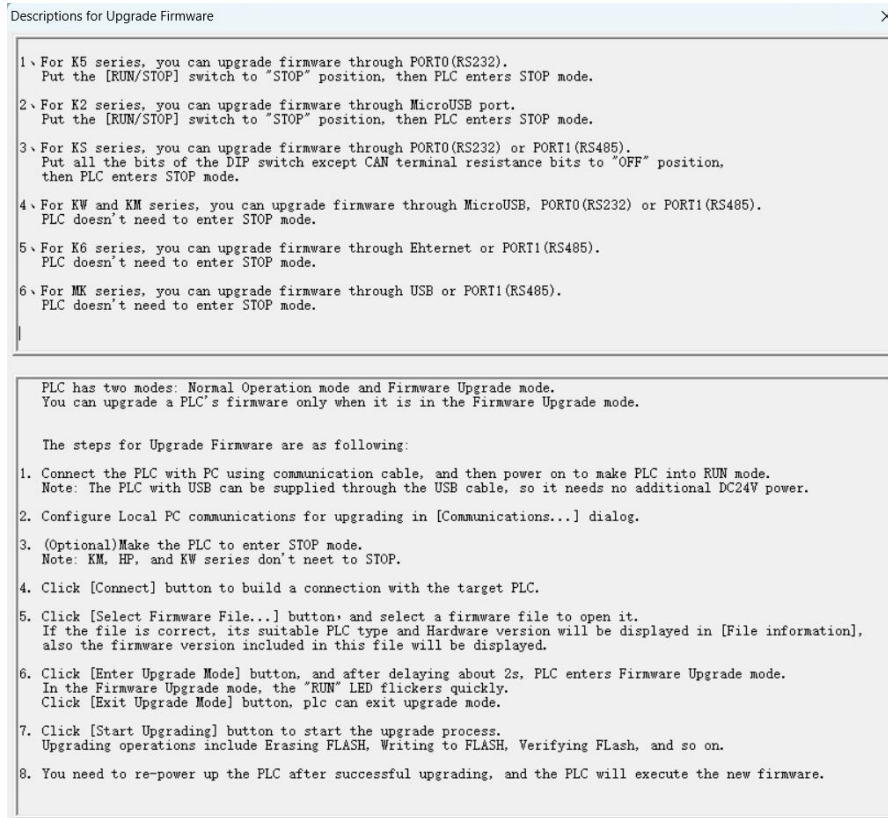 Descriptions for Upgrade Firmware
1、For K5 series, you can upgrade firmware through PORT0(RS232).
Put the [RUN/STOP] switch to "STOP" position, then PLC enters STOP mode.
2、For K2 series, you can upgrade firmware through MicroUSB port.
Put the [RUN/STOP] switch to "STOP" position, then PLC enters STOP mode.
3、For KS series, you can upgrade firmware through PORT0(RS232) or PORT1(RS485).
Put all the bits of the DIP switch except CAN terminal resistance bits to "OFF" position,
then PLC enters STOP mode.
4、For KW and KM series, you can upgrade firmware through MicroUSB, PORT0(RS232) or PORT1(RS485).
PLC doesn't need to enter STOP mode.
5、For K6 series, you can upgrade firmware through Ehternet or PORT1(RS485).
PLC doesn't need to enter STOP mode.
6、For MK series, you can upgrade firmware through USB or PORT1(RS485).
PLC doesn't need to enter STOP mode.
PLC has two modes: Normal Operation mode and Firmware Upgrade mode.
You can upgrade a PLC's firmware only when it is in the Firmware Upgrade mode.
The steps for Upgrade Firmware are as following:
1. Connect the PLC with PC using communication cable, and then power on to make PLC into RUN mode.
Note: The PLC with USB can be supplied through the USB cable, so it needs no additional DC24V power.
2. Configure Local PC communications for upgrading in [Communications...] dialog.
3. (Optional)Make the PLC to enter STOP mode.
Note: KM, HP, and KW series don't neet to STOP.
4. Click [Connect] button to build a connection with the target PLC.
5. Click [Select Firmware File...] button，and select a firmware file to open it.
If the file is correct, its suitable PLC type and Hardware version will be displayed in [File information],
also the firmware version included in this file will be displayed.
6. Click [Enter Upgrade Mode] button, and after delaying about 2s, PLC enters Firmware Upgrade mode.
In the Firmware Upgrade mode, the "RUN" LED flickers quickly.
Click [Exit Upgrade Mode] button, plc can exit upgrade mode.
7. Click [Start Upgrading] button to start the upgrade process.
Upgrading operations include Erasing FLASH, Writing to FLASH, Verifying FLash, and so on.
8. You need to re-power up the PLC after successful upgrading, and the PLC will execute the new firmware.